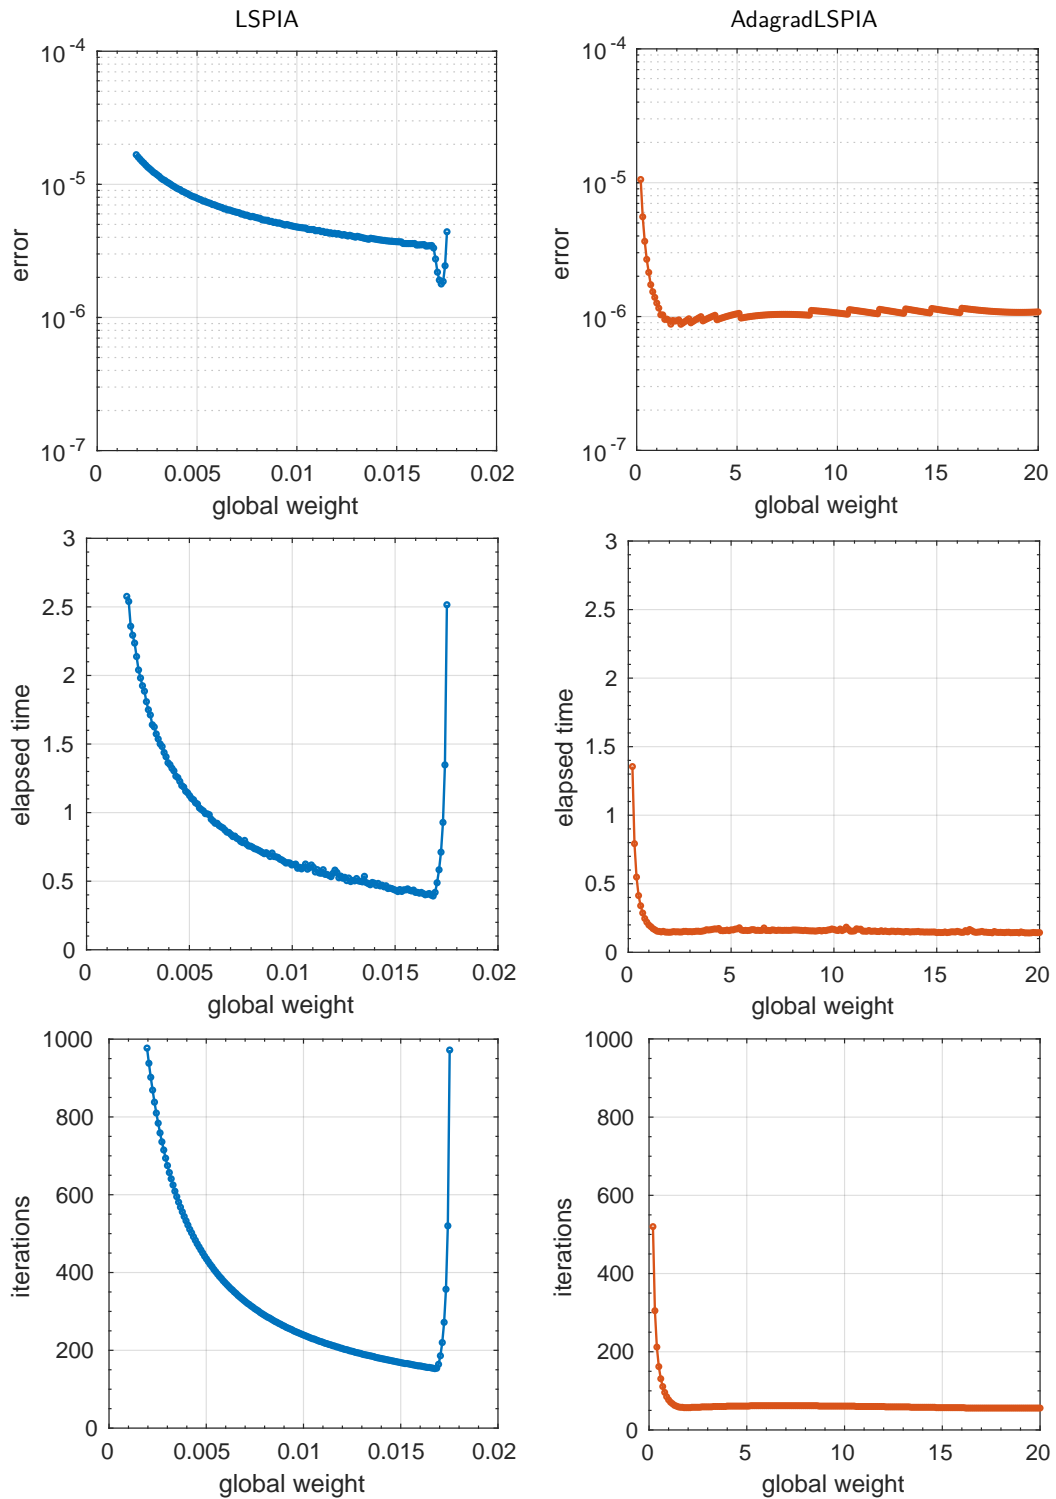 LSPIA
AdagradLSPIA
10-4
10-5
10-6
10-7
error
0 0.005 0.01 0.015 0.02
global weight
10-4
10-5
10-6
10-7
error
0 5 10 15 20
global weight
3
2.5
2
1.5
1
0.5
0
elapsed time
0 0.005 0.01 0.015 0.02
global weight
3
2.5
2
1.5
1
0.5
0
elapsed time
0 5 10 15 20
global weight
1000
800
600
400
200
0
iterations
0 0.005 0.01 0.015 0.02
global weight
1000
800
600
400
200
0
iterations
0 5 10 15 20
global weight